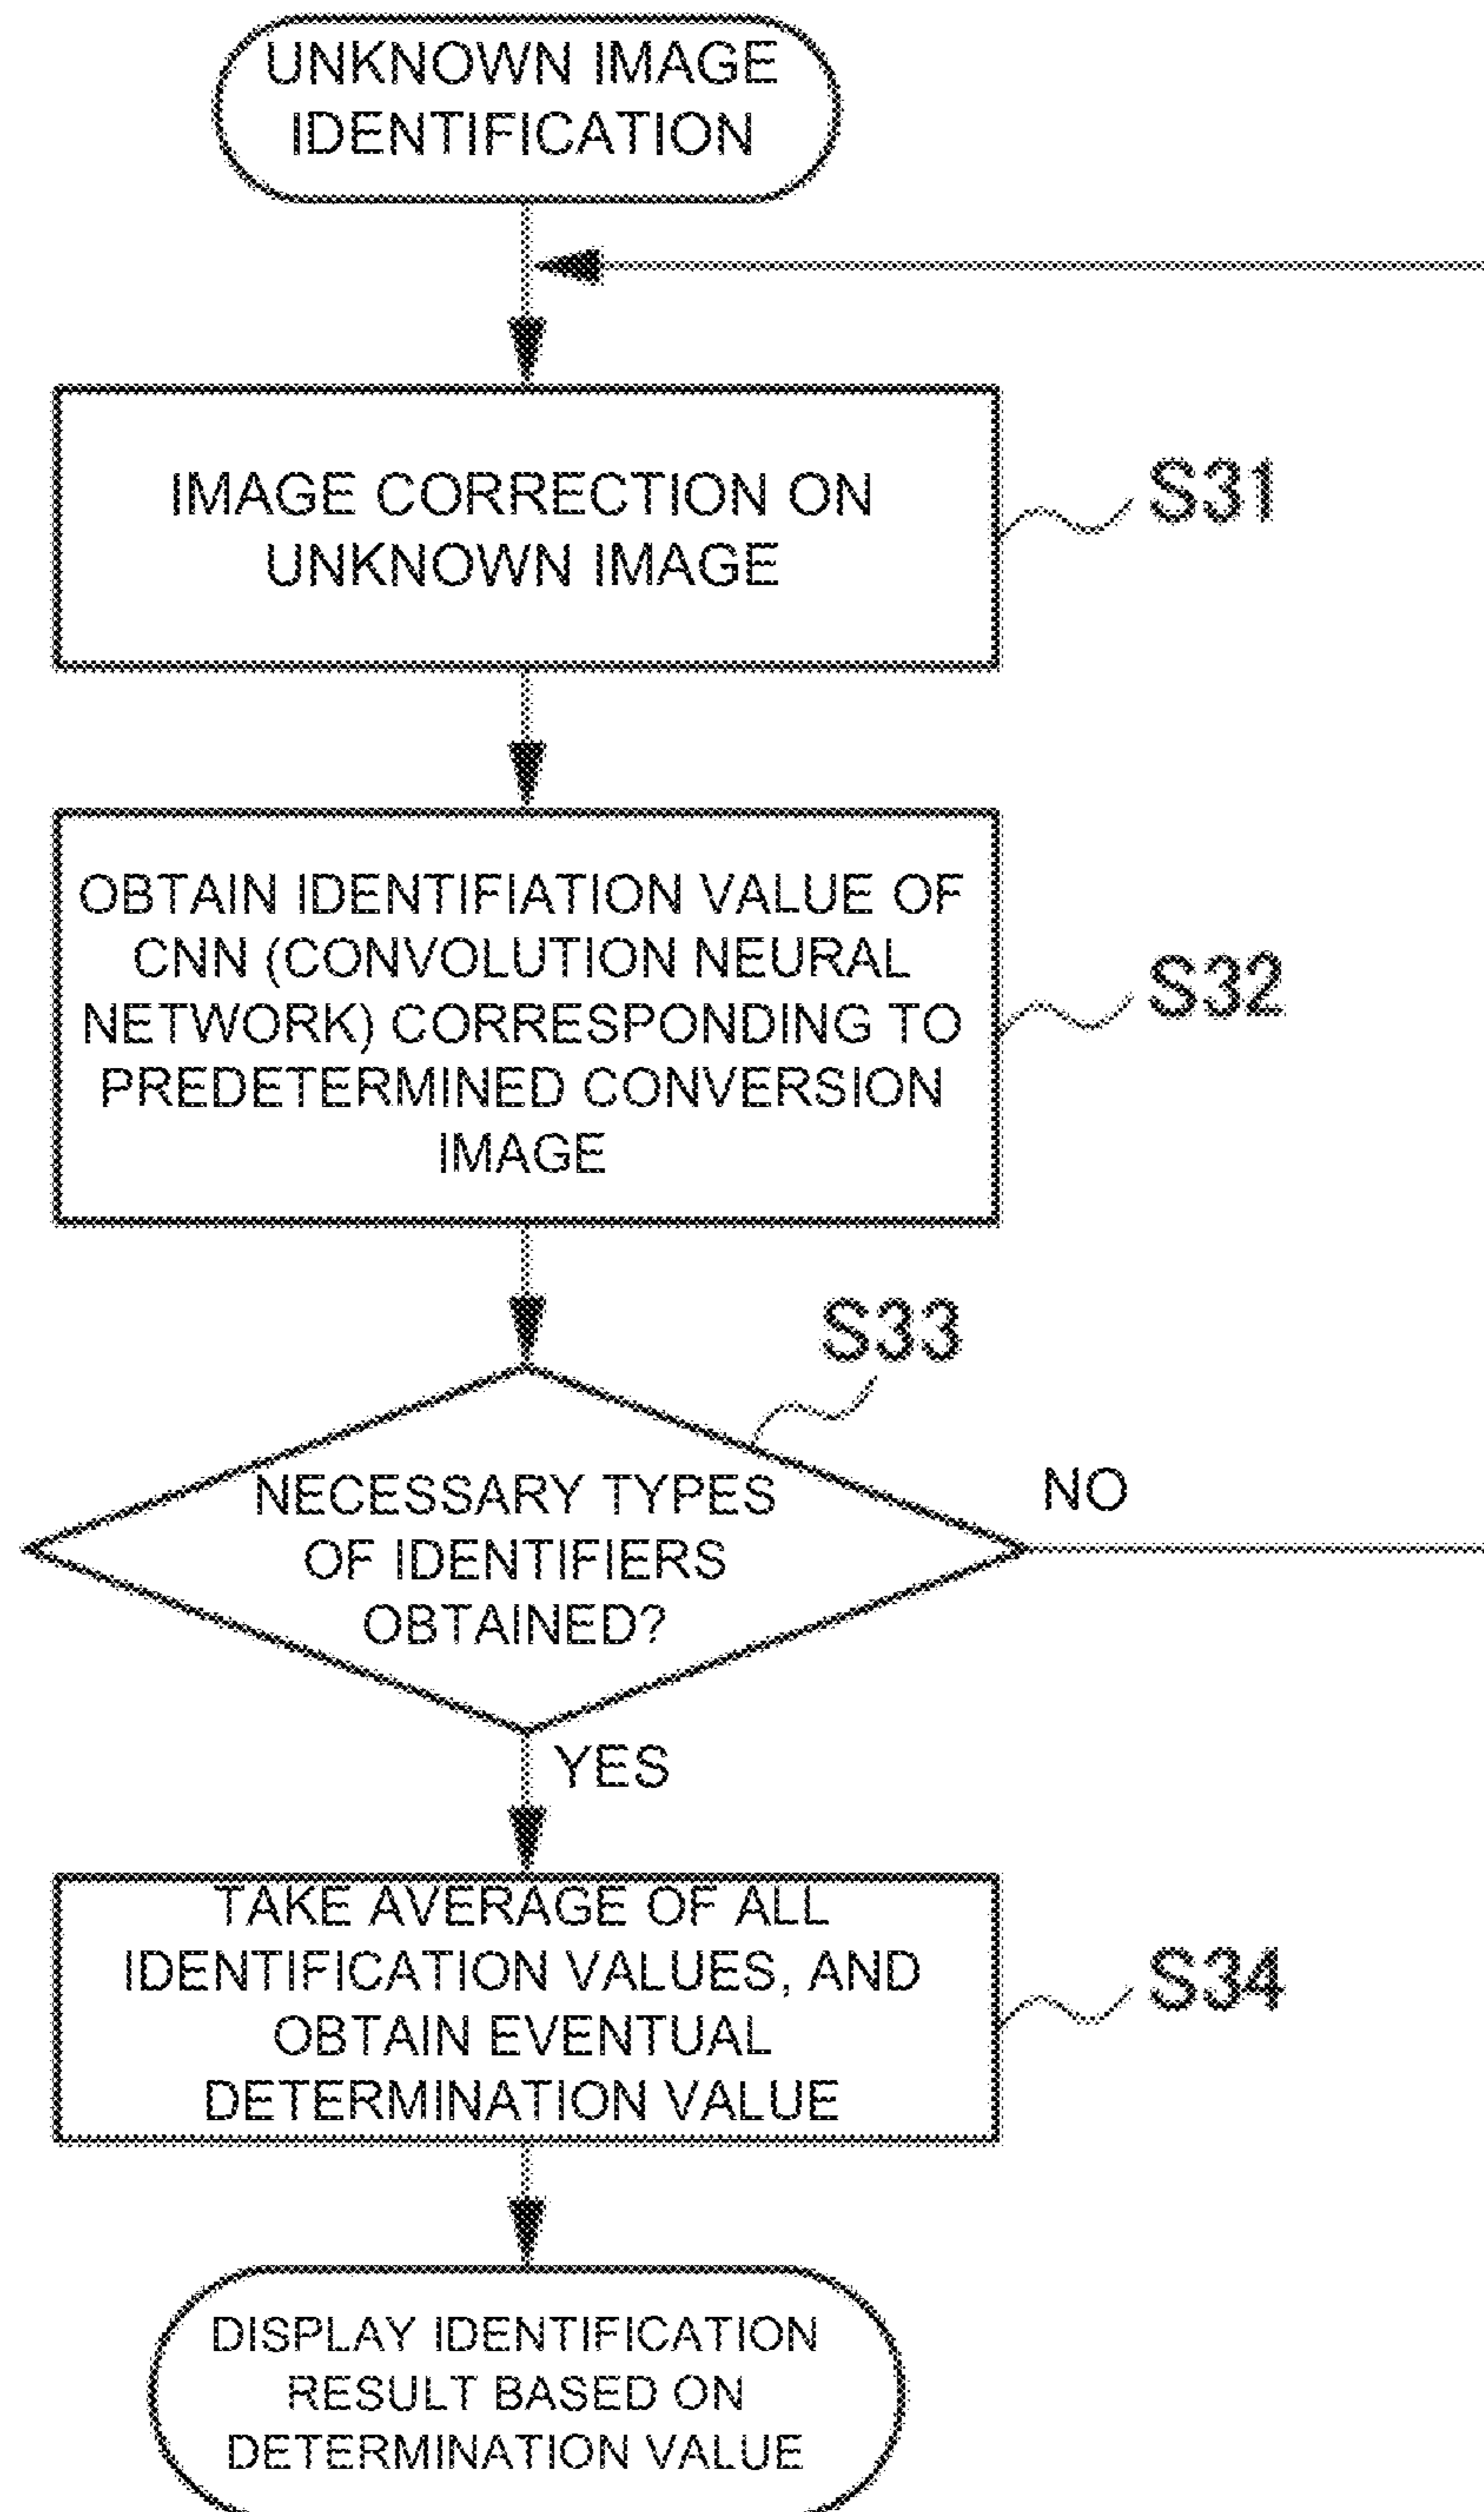 UNKNOWN IMAGE
IDENTIFICATION
IMAGE CORRECTION ON
UNKNOWN IMAGE
S31
OBTAIN IDENTIFIATION VALUE OF
CNN (CONVOLUTION NEURAL
NETWORK) CORRESPONDING TO
PREDETERMINED CONVERSION
IMAGE
S32
S33
NECESSARY TYPES
OF IDENTIFIERS
OBTAINED?
NO
YES
TAKE AVERAGE OF ALL
IDENTIFICATION VALUES, AND
OBTAIN EVENTUAL
DETERMINATION VALUE
S34
DISPLAY IDENTIFICATION
RESULT BASED ON
DETERMINATION VALUE